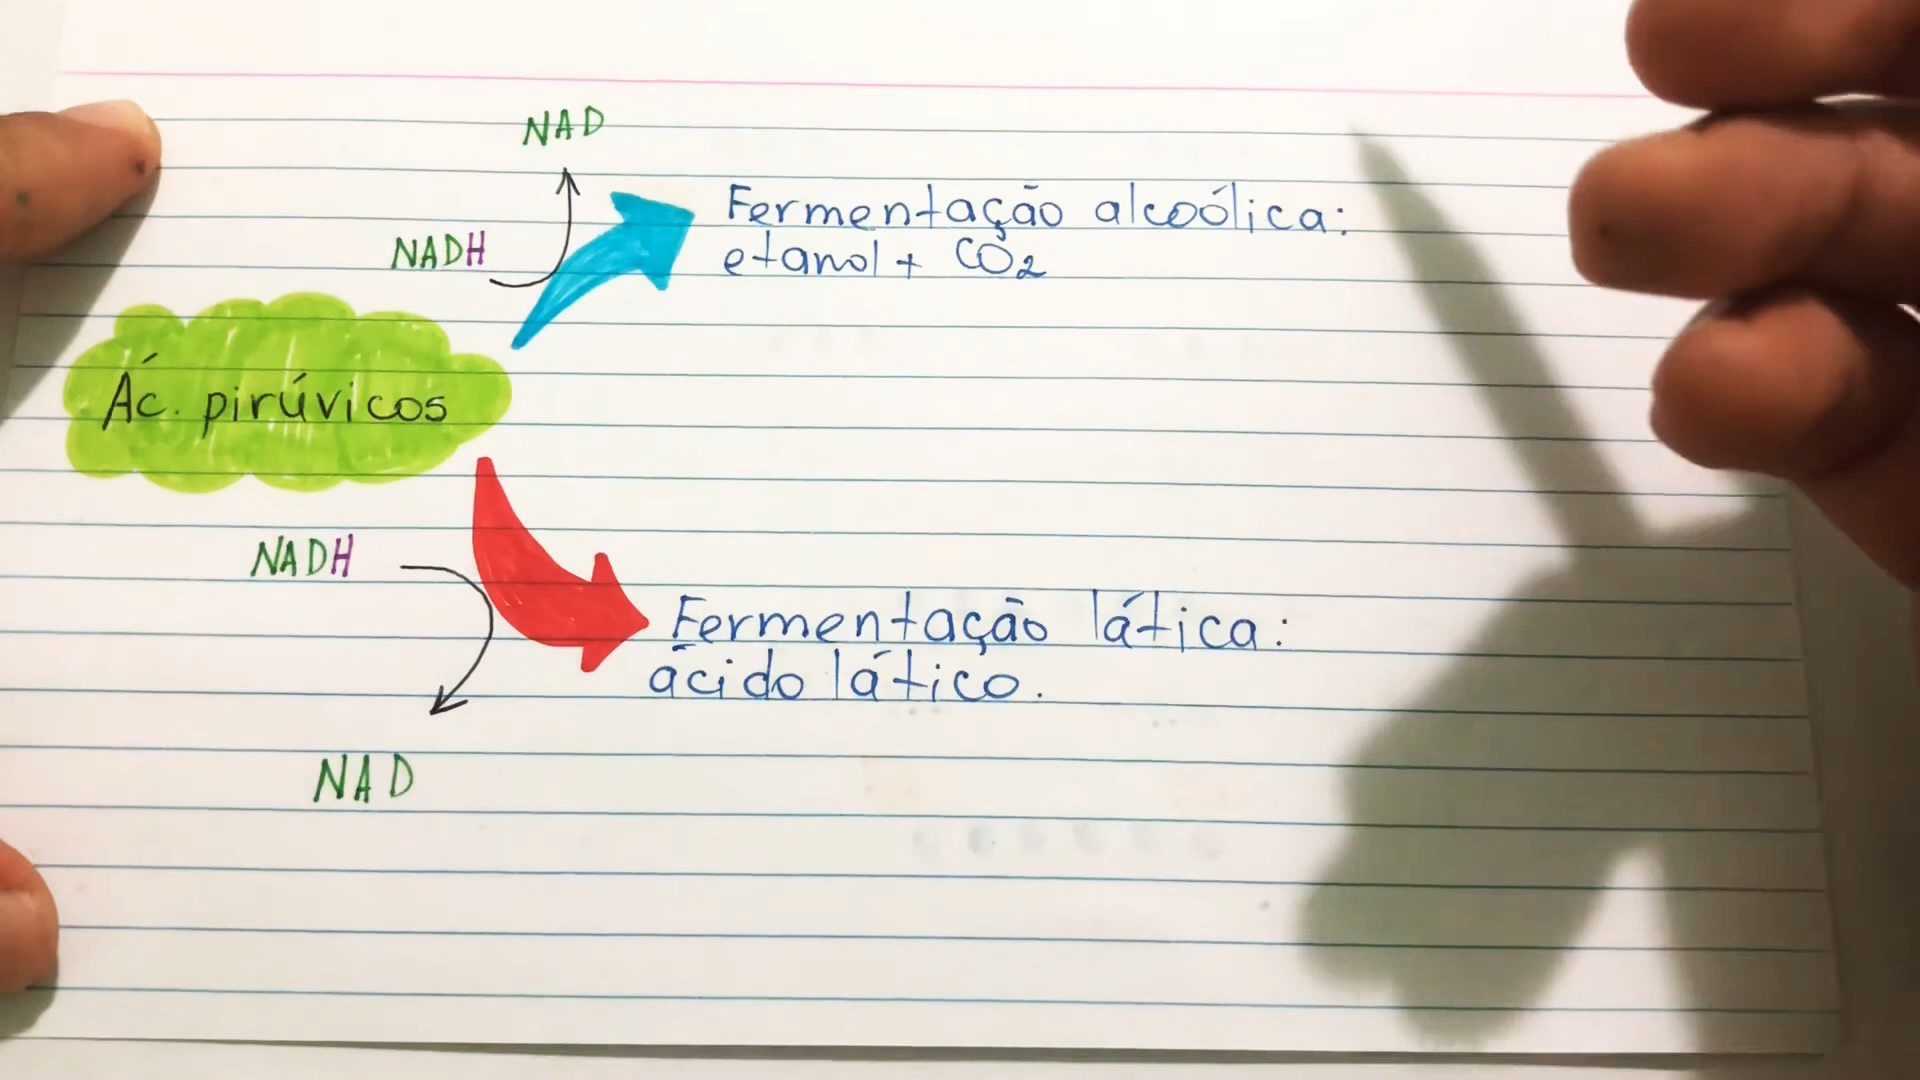 NAD
NADH
Fermentação alcoólica:
etanol + CO₂
Ác. pirúvicos
NADH
Fermentação lática:
ácido lático.
NAD